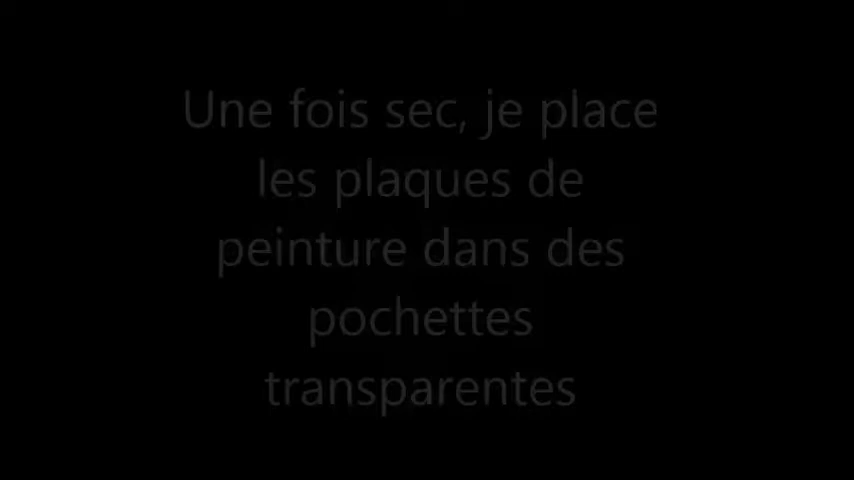 Une fois sec, je place
les plaques de
peinture dans des
pochettes
transparentes